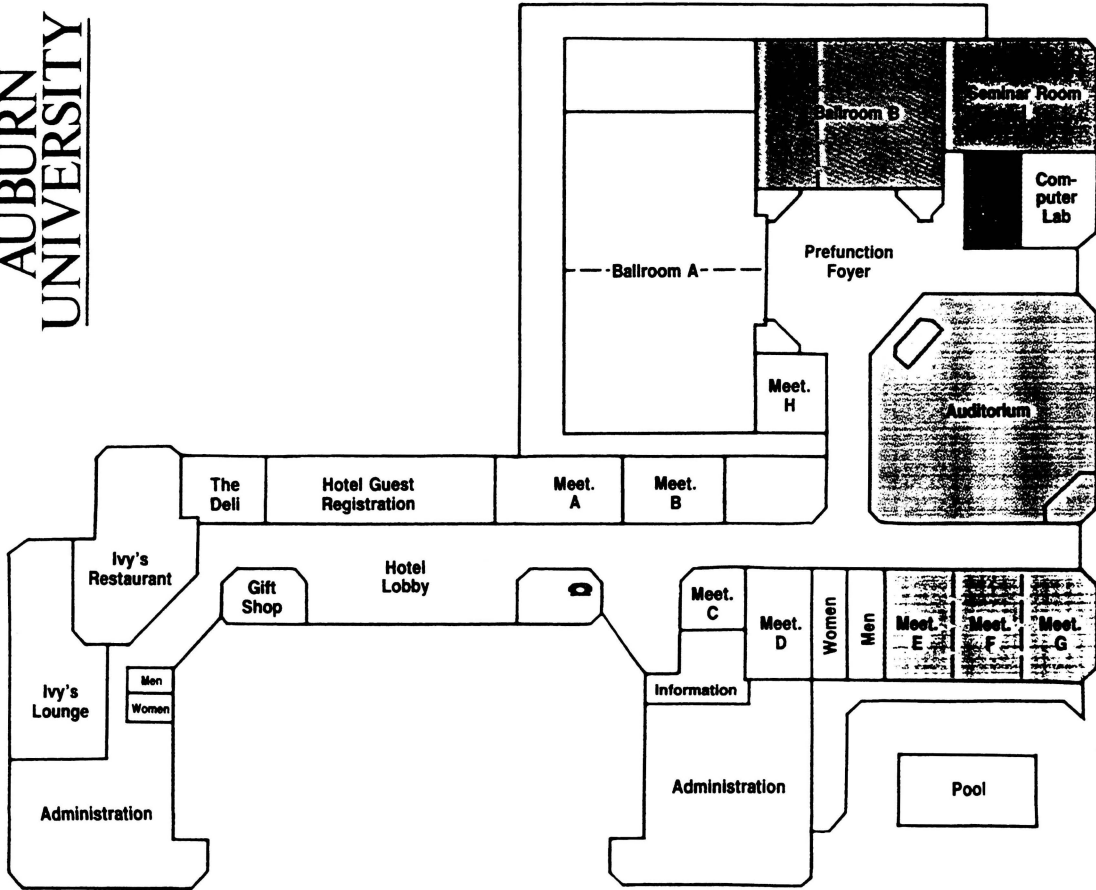 AUBURN
UNIVERSITY
Ballroom B
Seminar Room
1
Com-
puter
Lab
Prefunction
Foyer
Ballroom A
Meet.
H
Auditorium
The
Deli
Hotel Guest
Registration
Meet.
A
Meet.
B
Ivy's
Restaurant
Hotel
Lobby
Gift
Shop
Meet.
C
Meet.
D
Women
Men
Meet.
E
Meet.
F
Meet.
G
Ivy's
Lounge
Men
Women
Information
Administration
Administration
Pool